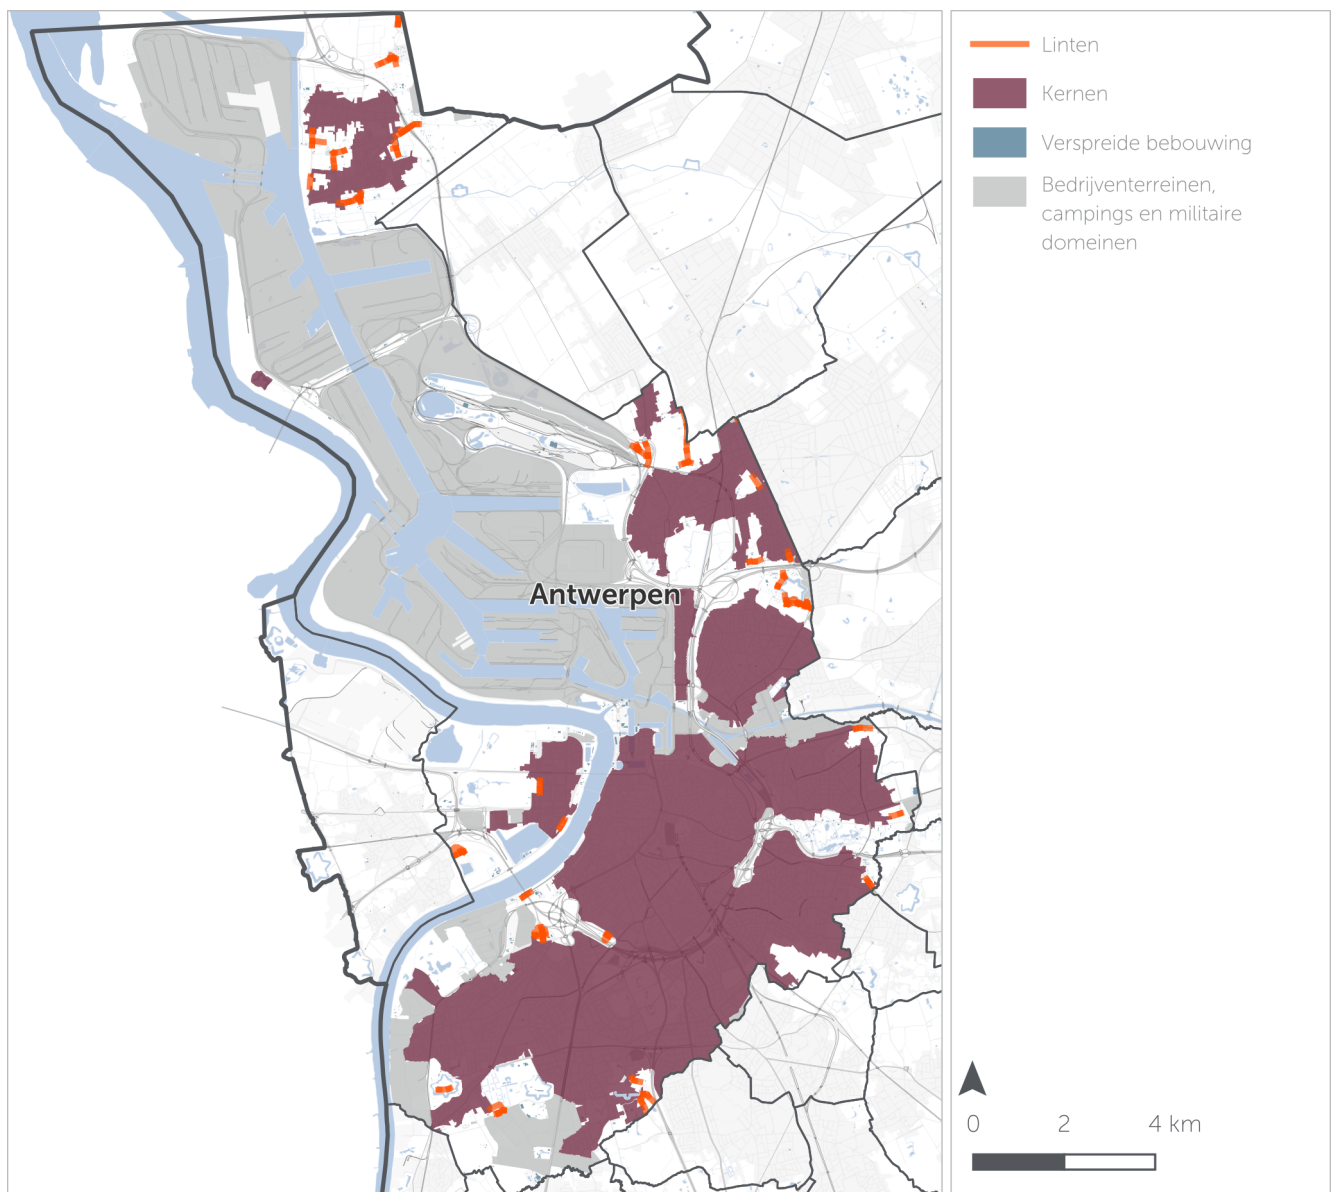 Linten
Kernen
Verspreide bebouwing
Bedrijventerreinen,
campings en militaire
domeinen
Antwerpen
0 2 4 km